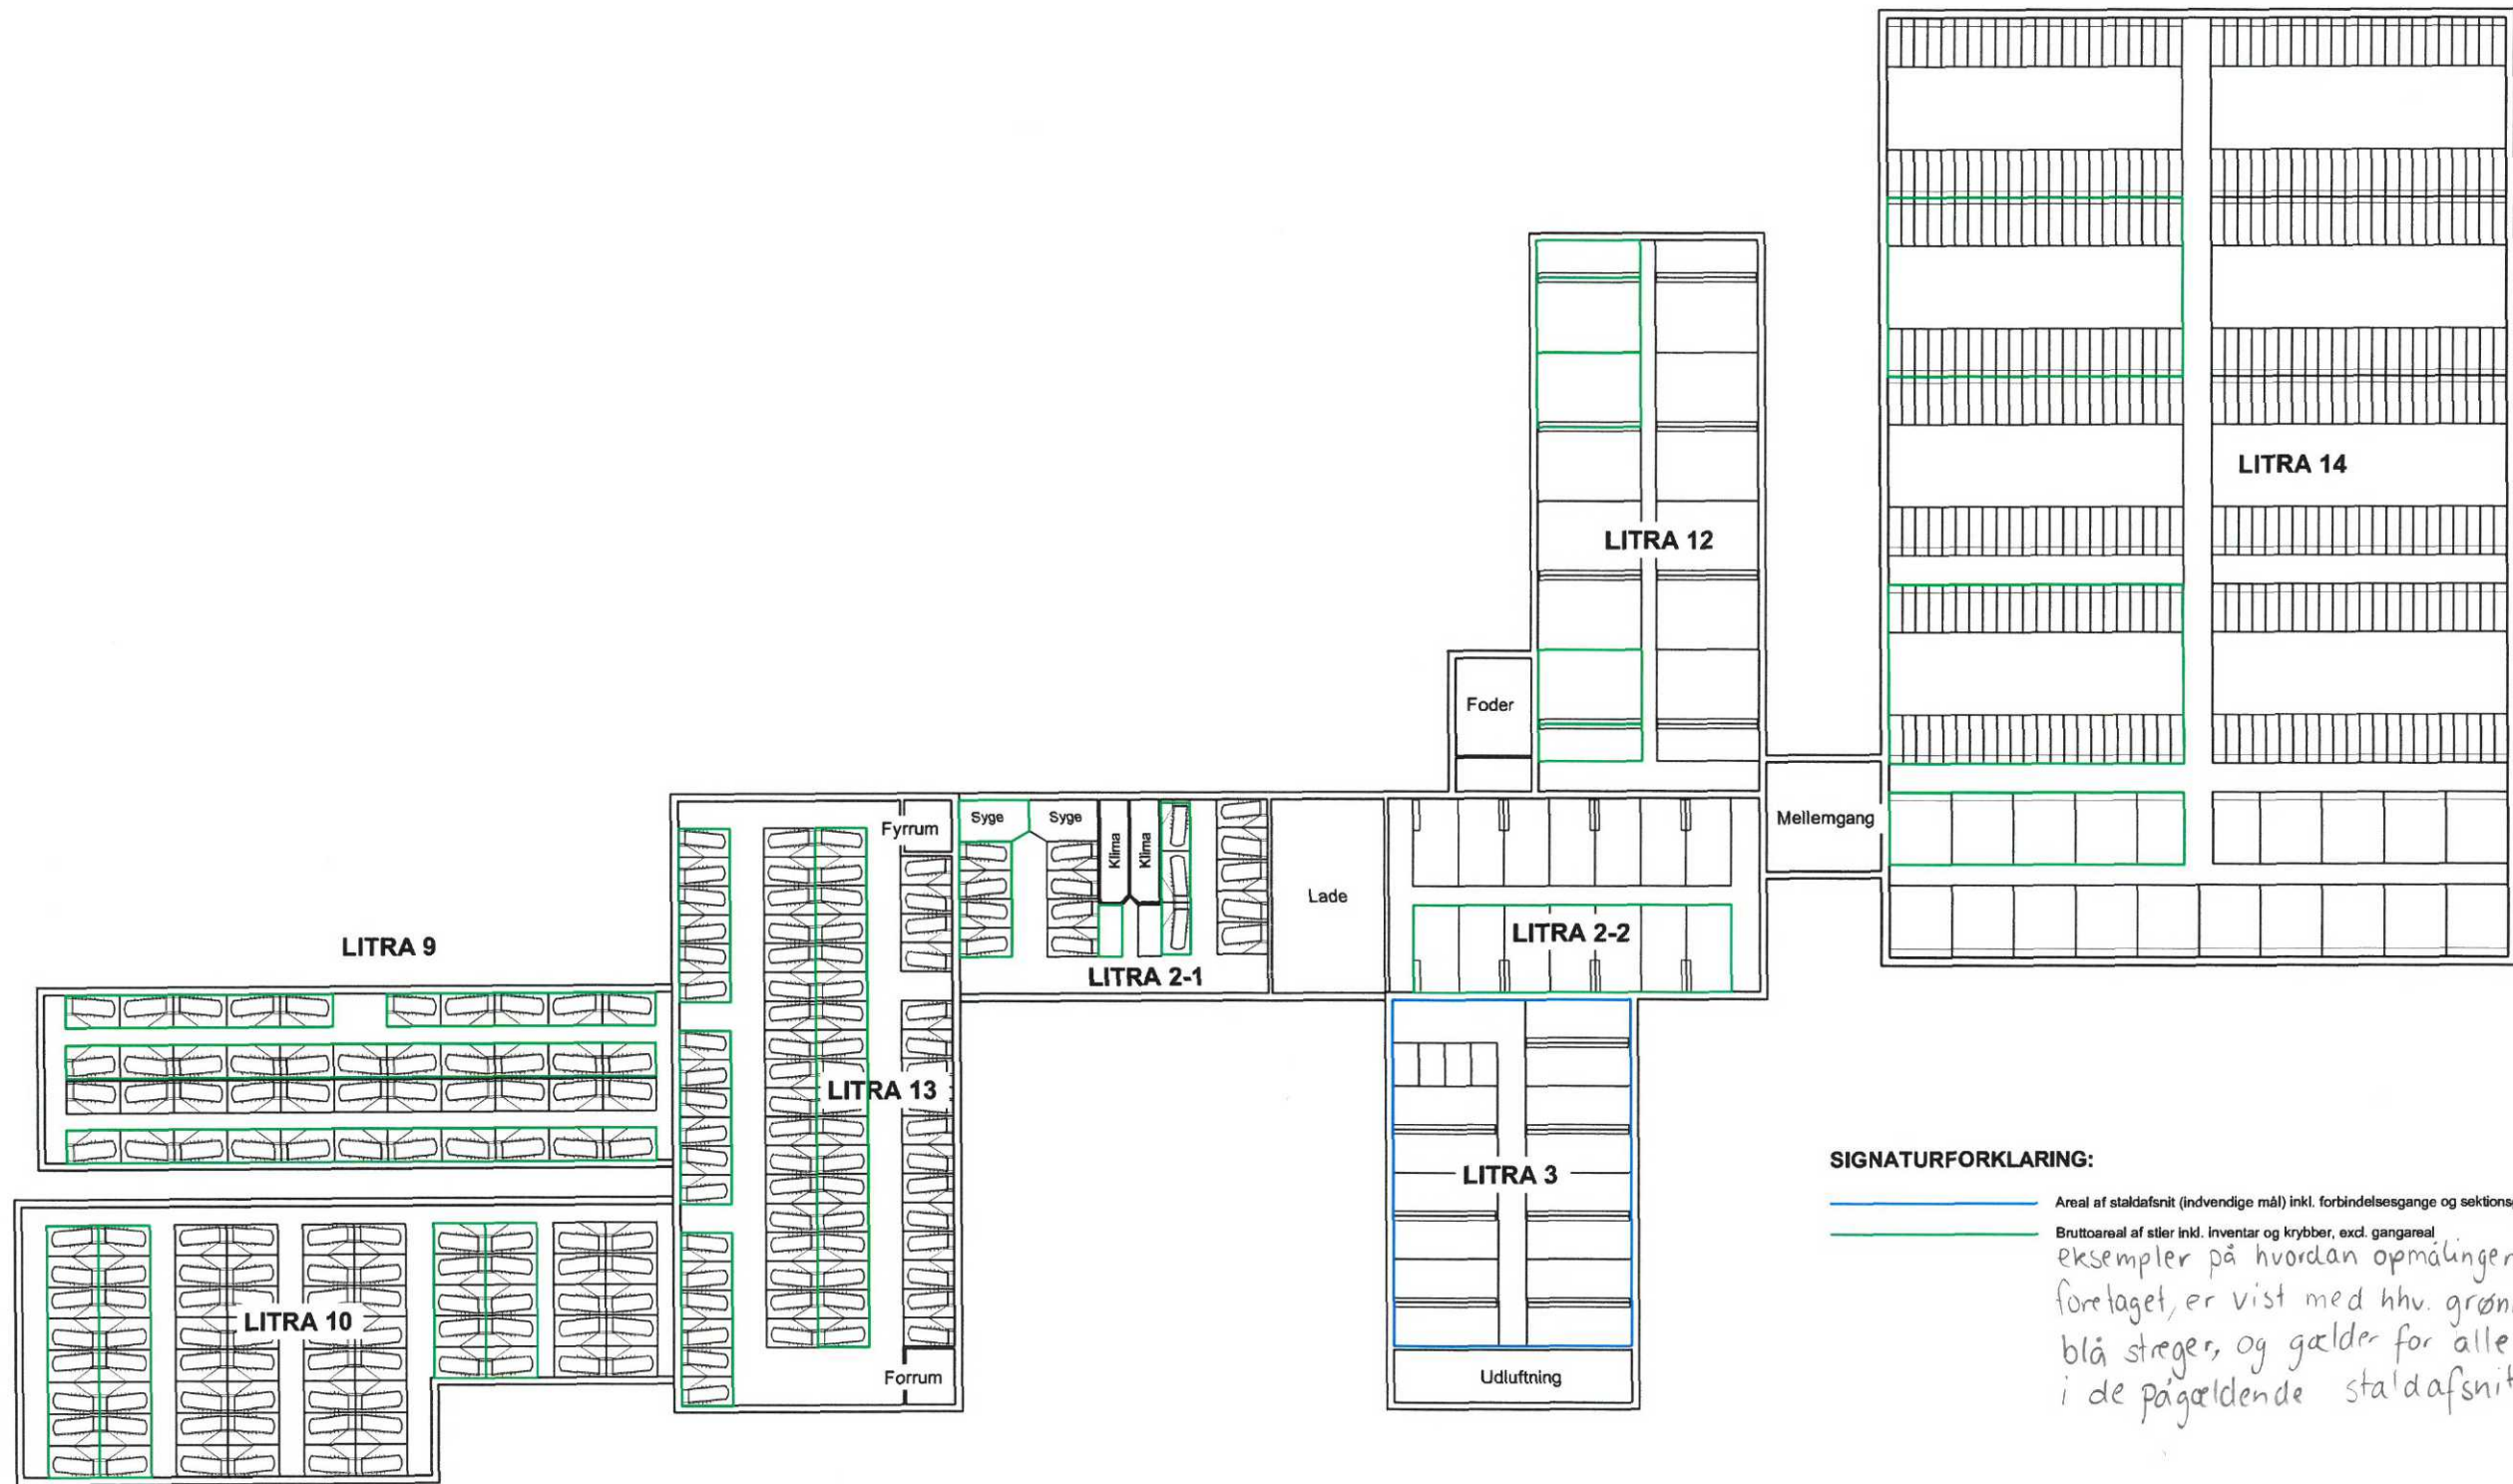 LITRA 14
LITRA 12
Foder
Mellemgang
Fyrrum
Syge
Syge
Klima
Klima
Lade
LITRA 2-2
LITRA 9
LITRA 2-1
LITRA 13
LITRA 3
LITRA 10
Forrum
Udluftning
SIGNATURFORKLARING:
Areal af staldafsnit (indvendige mål) inkl. forbindelsesgange og sektions
Bruttoareal af stier inkl. inventar og krybber, excl. gangareal
eksempler på hvordan opmålinger
foretaget, er vist med hhv. grøn
blå streger, og gælder for alle
i de pågældende staldafsnit